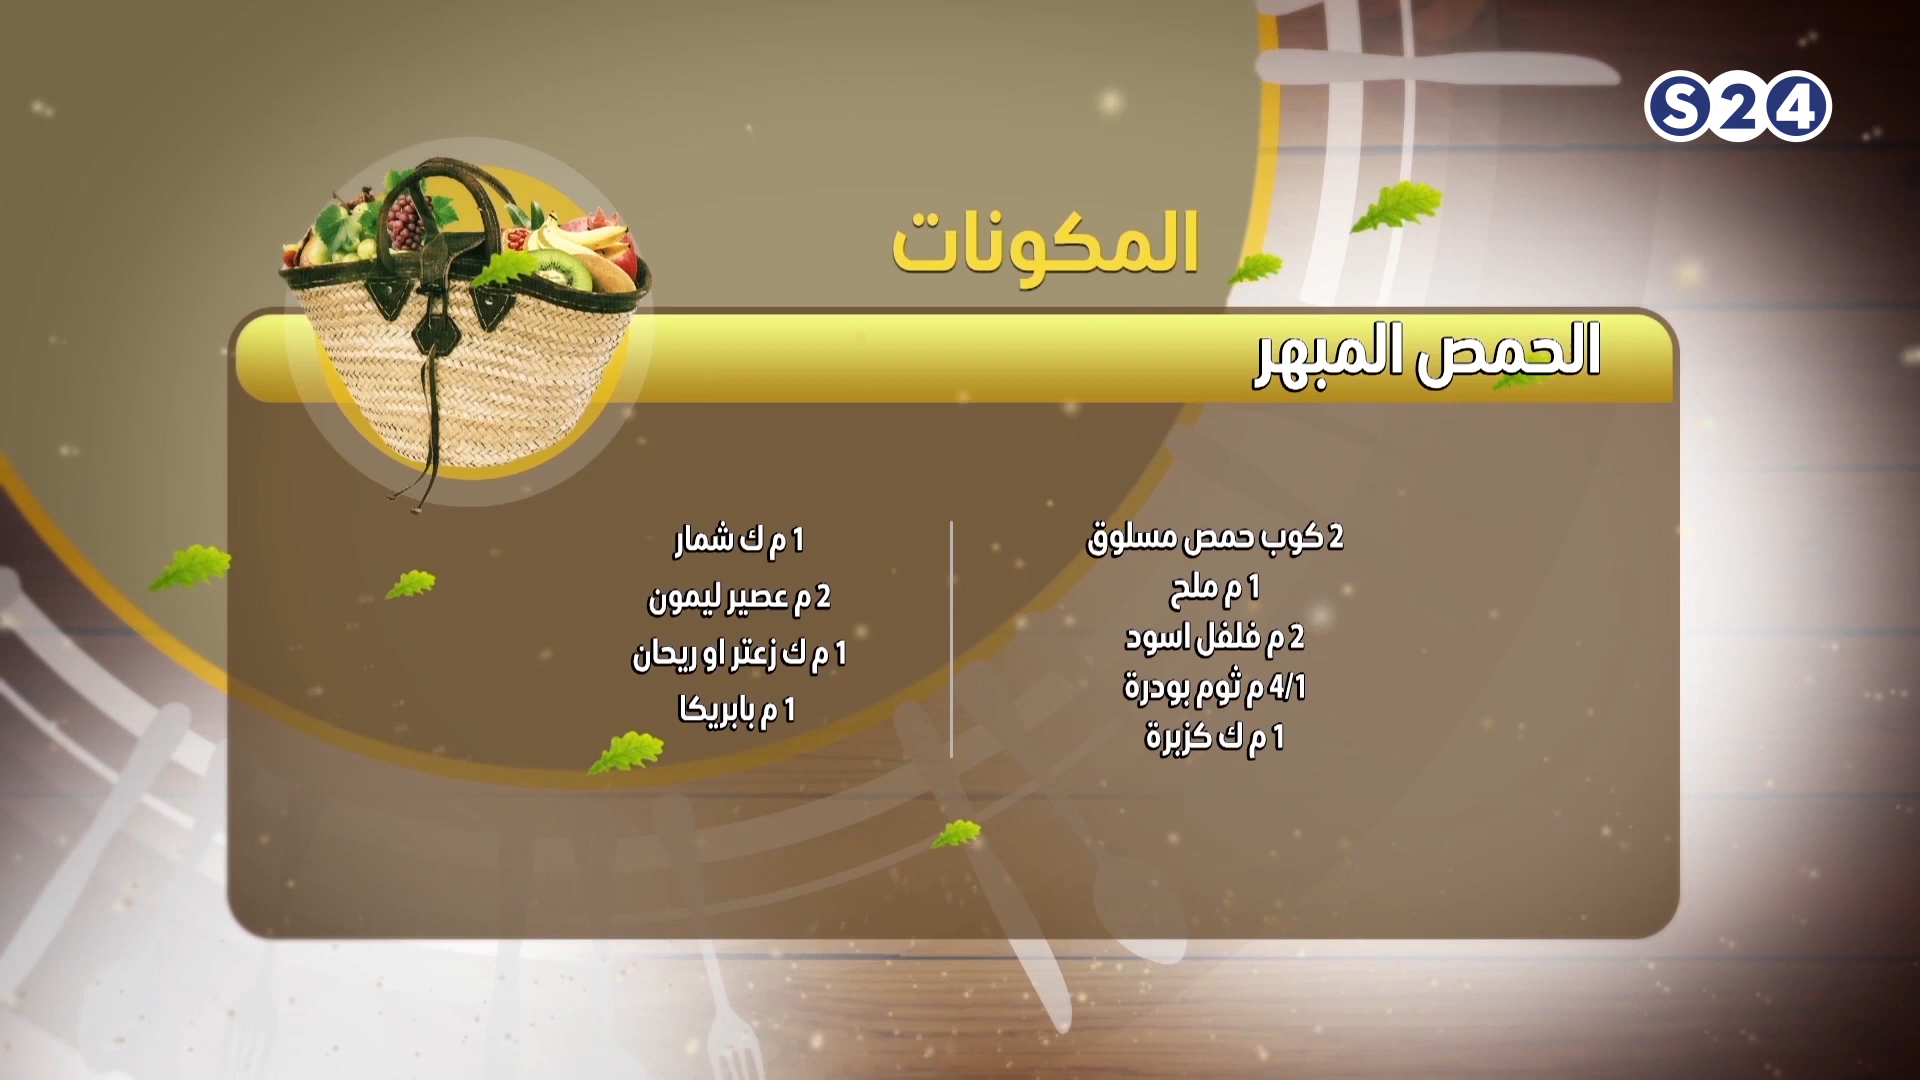 S24
المكونات
الحمص المبهر
2 كوب حمص مسلوق
1 م ملح
2 م فلفل اسود
4/1 م ثوم بودرة
1 م ك كزبرة
1 م ك شمار
2 م عصير ليمون
1 م ك زعتر او ريحان
1 م بابريكا